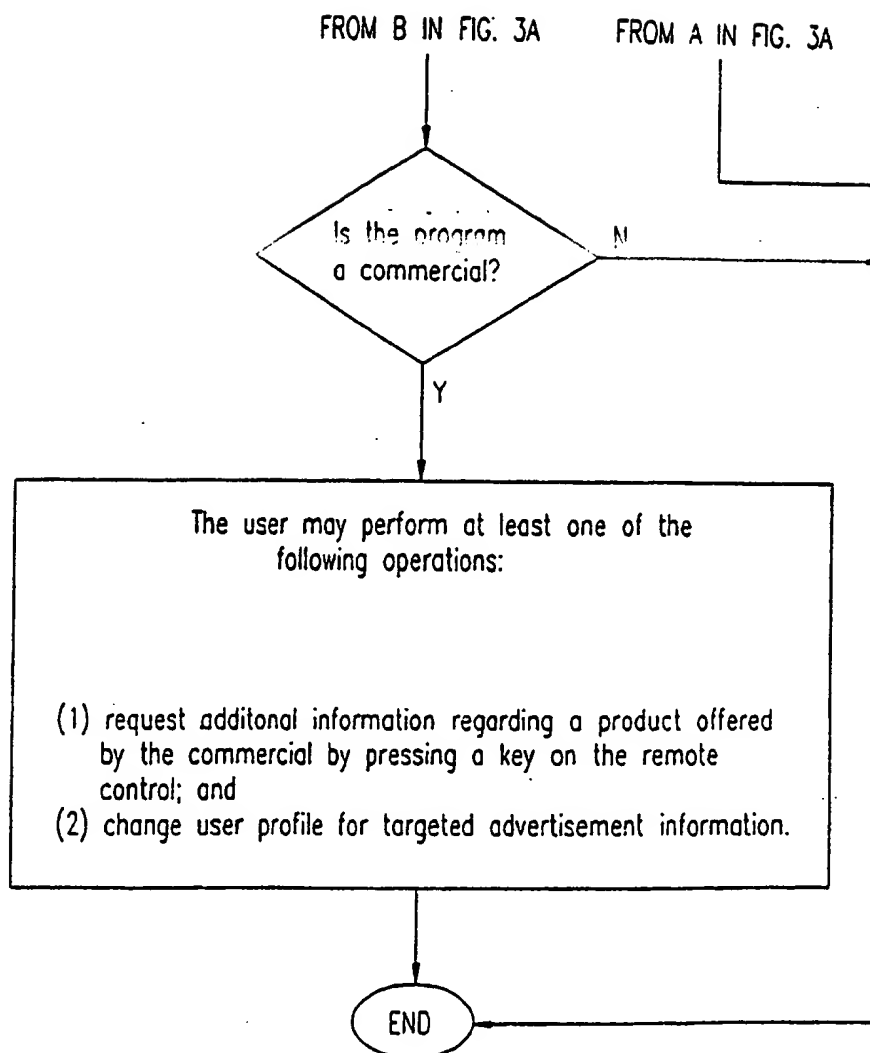 FROM B IN FIG. 3A
FROM A IN FIG. 3A
Is the program
a commercial?
N
Y
The user may perform at least one of the
following operations:
(1) request additonal information regarding a product offered
by the commercial by pressing a key on the remote
control; and
(2) change user profile for targeted advertisement information.
END